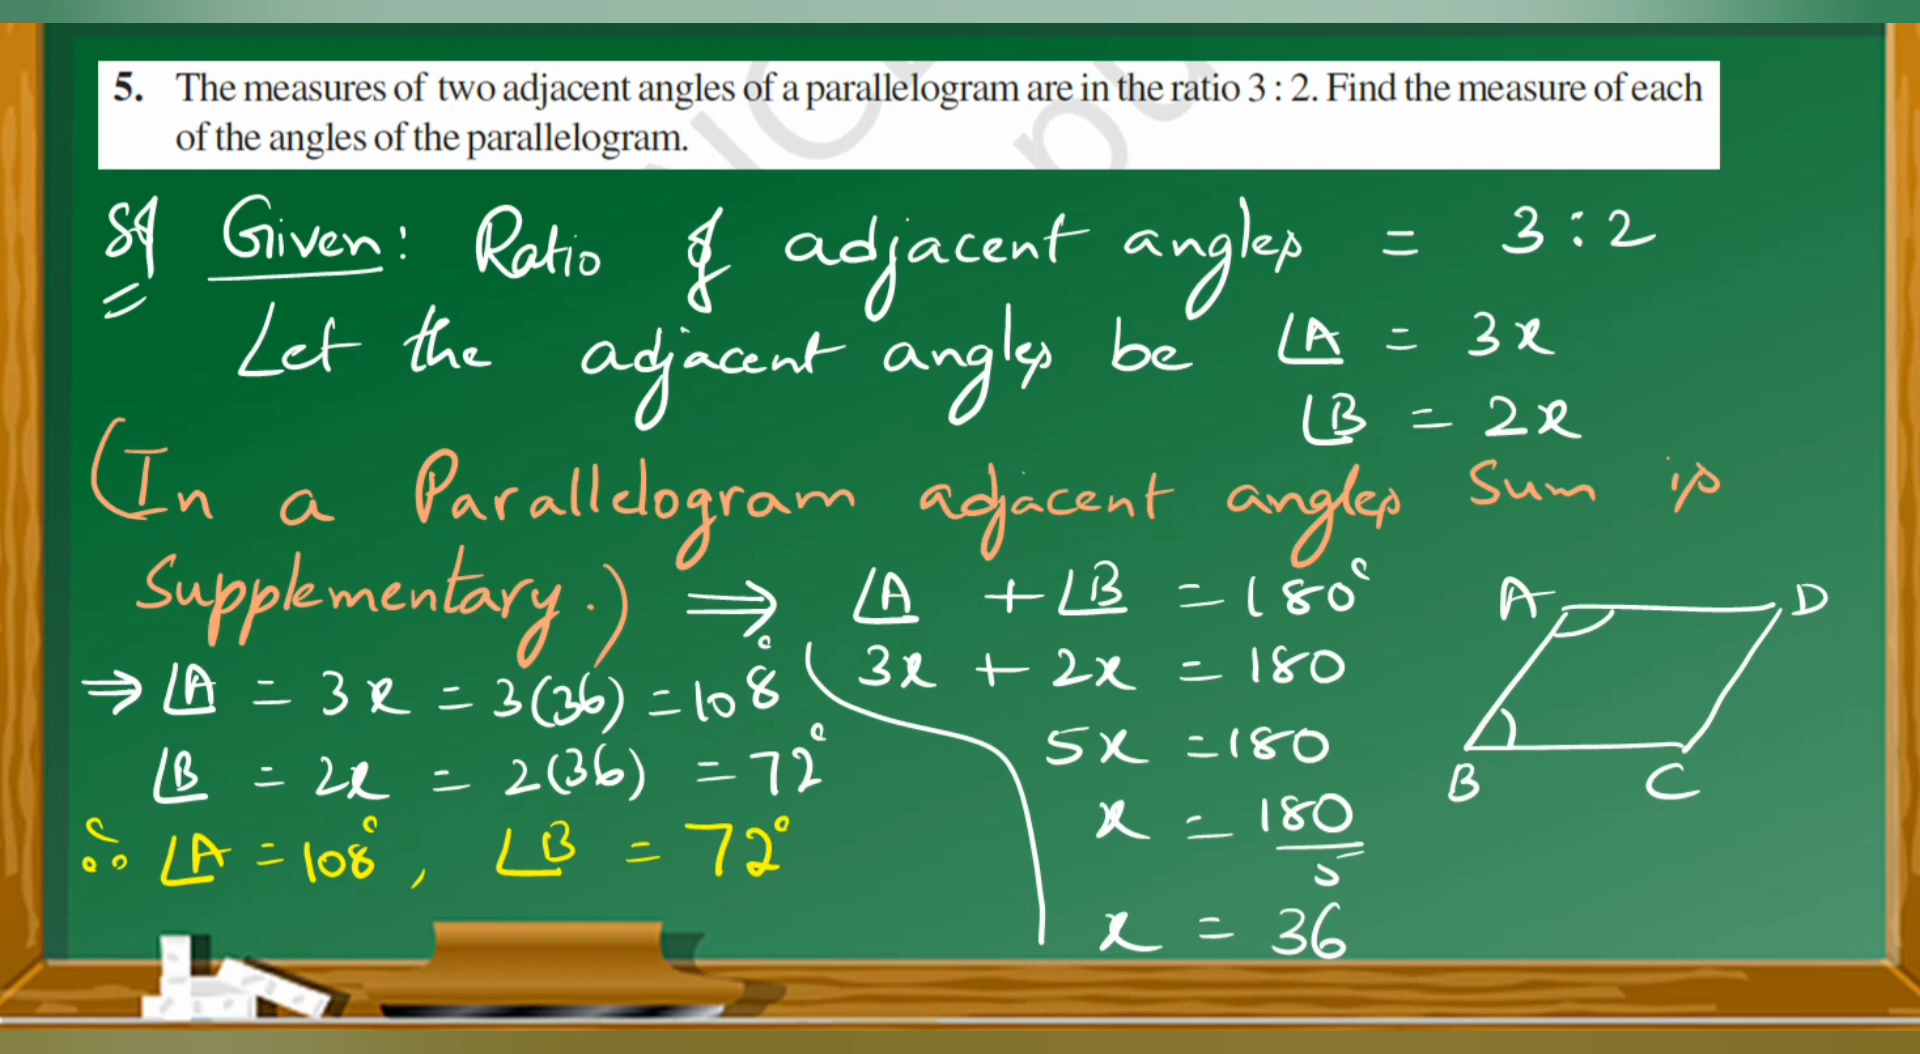 5. The measures of two adjacent angles of a parallelogram are in the ratio 3 : 2. Find the measure of each
of the angles of the parallelogram.
Sol Given: Ratio of adjacent angles = 3:2
Let the adjacent angles be ∠A = 3x
∠B = 2x
(In a Parallelogram adjacent angles Sum is
Supplementary.) ⇒ ∠A + ∠B = 180°
3x + 2x = 180
5x = 180
x = 180/5
x = 36
⇒ ∠A = 3x = 3(36) = 108°
∠B = 2x = 2(36) = 72°
∴ ∠A = 108°, ∠B = 72°
A D
B C